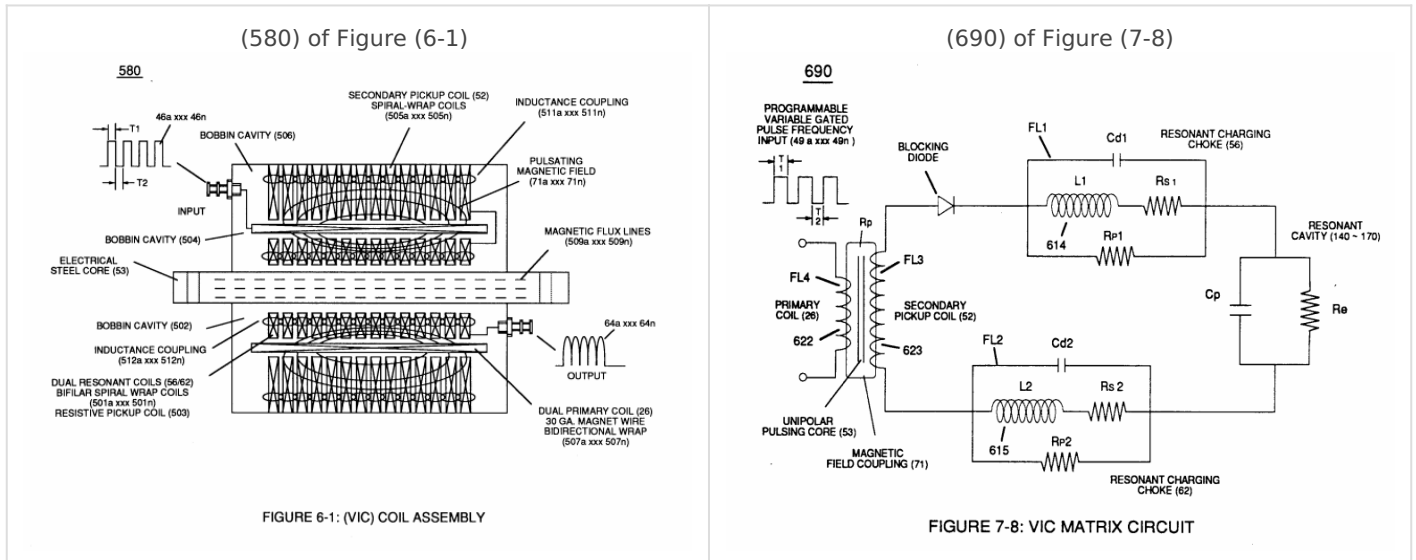 (580) of Figure (6-1)
580
SECONDARY PICKUP COIL (52)
SPIRAL-WRAP COILS
(505a xxx 505n)
INDUCTANCE COUPLING
(511a xxx 511n)
46a xxx 46n
T1
T2
BOBBIN CAVITY (506)
PULSATING
MAGNETIC FIELD
(71a xxx 71n)
INPUT
BOBBIN CAVITY (504)
MAGNETIC FLUX LINES
(509a xxx 509n)
ELECTRICAL
STEEL CORE (53)
BOBBIN CAVITY (502)
INDUCTANCE COUPLING
(512a xxx 512n)
64a xxx 64n
OUTPUT
DUAL RESONANT COILS (56/62)
BIFILAR SPIRAL WRAP COILS
(501a xxx 501n)
RESISTIVE PICKUP COIL (503)
DUAL PRIMARY COIL (26)
30 GA. MAGNET WIRE
BIDIRECTIONAL WRAP
(507a xxx 507n)
FIGURE 6-1: (VIC) COIL ASSEMBLY
(690) of Figure (7-8)
690
PROGRAMMABLE
VARIABLE GATED
PULSE FREQUENCY
INPUT (49 a xxx 49n )
T
1
T
2
BLOCKING
DIODE
FL1
Cd1
RESONANT CHARGING
CHOKE (56)
L1
Rs 1
614
RP1
RESONANT
CAVITY (140 ~ 170)
Rp
FL4
FL3
PRIMARY
COIL (26)
SECONDARY
PICKUP COIL (52)
622
623
Cp
Re
FL2
Cd2
L2
Rs 2
615
RP2
UNIPOLAR
PULSING CORE (53)
MAGNETIC
FIELD COUPLING (71)
RESONANT CHARGING
CHOKE (62)
FIGURE 7-8: VIC MATRIX CIRCUIT